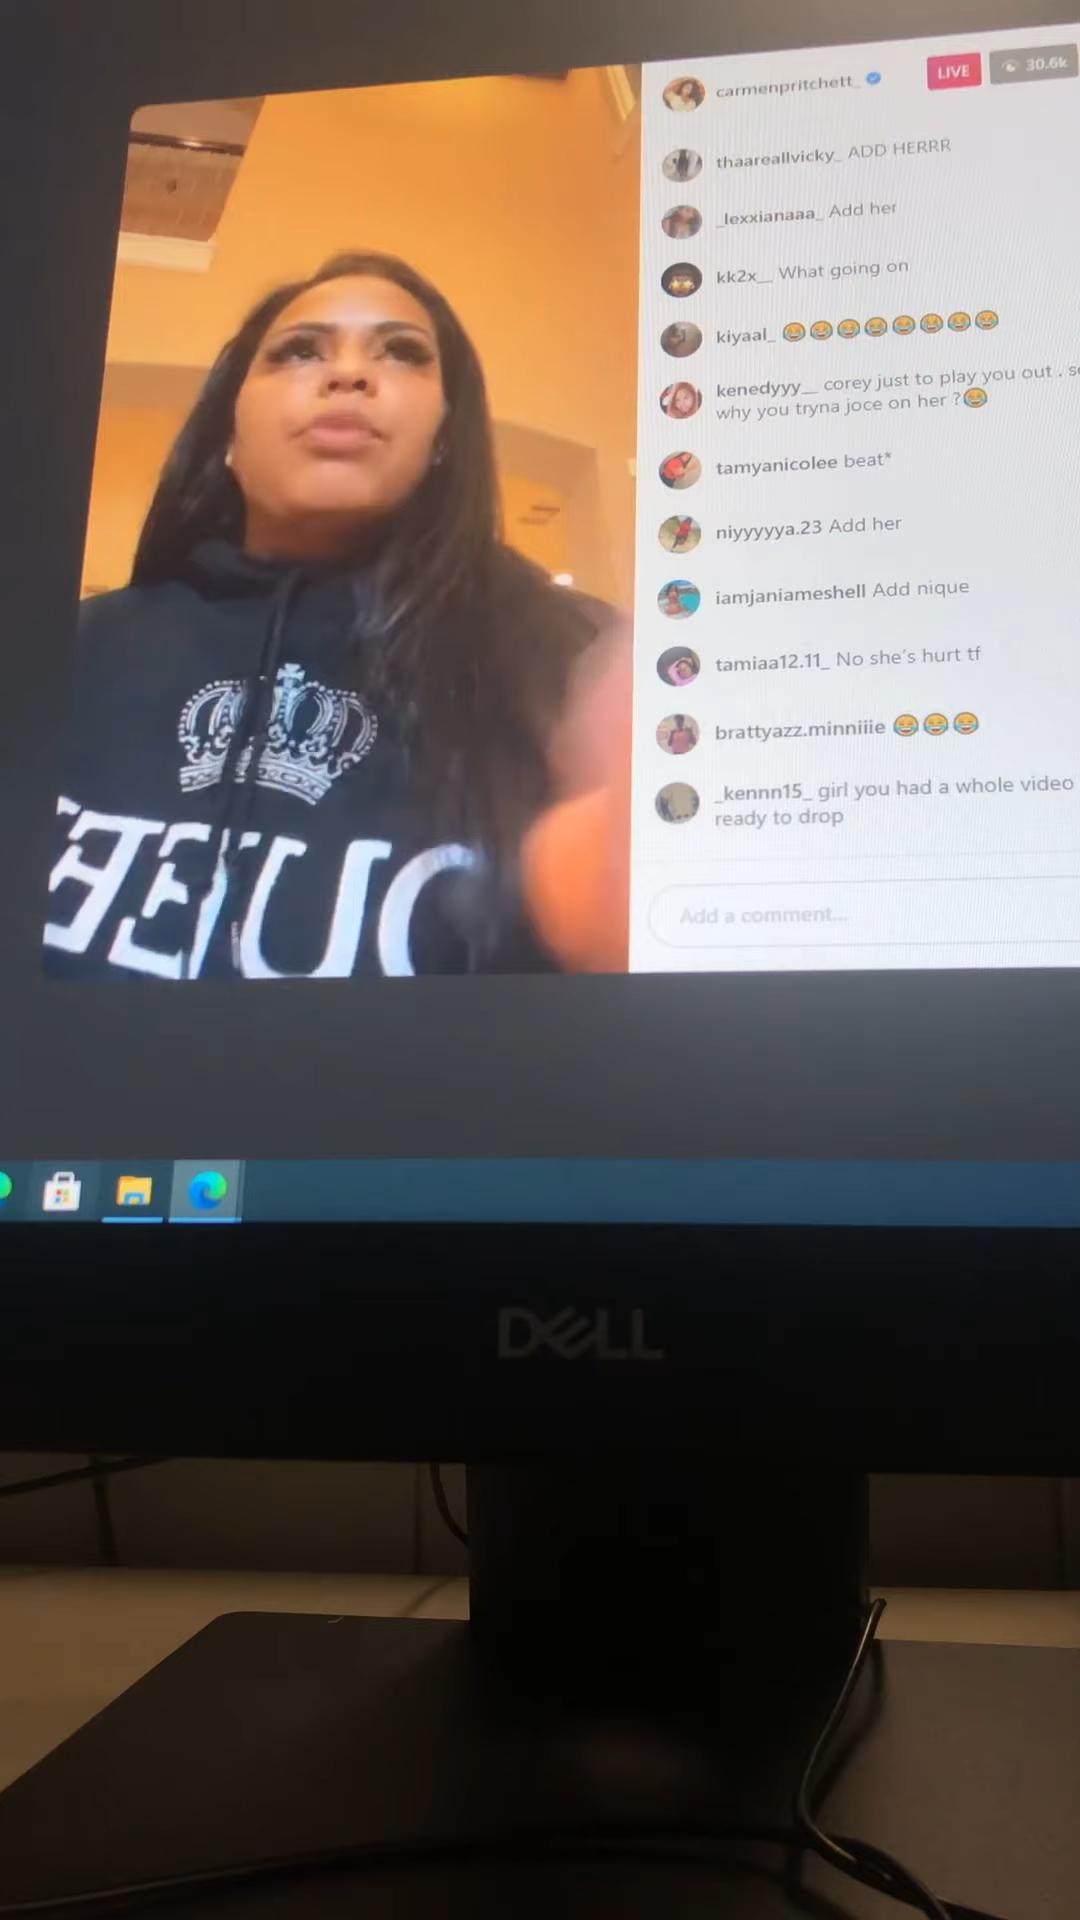 carmenpritchett_
LIVE
30.6k
thaareallvicky_ ADD HERRR
_lexxianaaa_ Add her
kk2x__ What going on
kiyaal_ 😂😂😂😂😂😂😂😂
kenedyyy__ corey just to play you out . so
why you tryna joce on her ?😂
tamyanicolee beat*
niyyyyya.23 Add her
iamjaniameshell Add nique
tamiaa12.11_ No she's hurt tf
brattyazz.minniiie 😂😂😂
_kennn15_ girl you had a whole video
ready to drop
Add a comment...
DELL